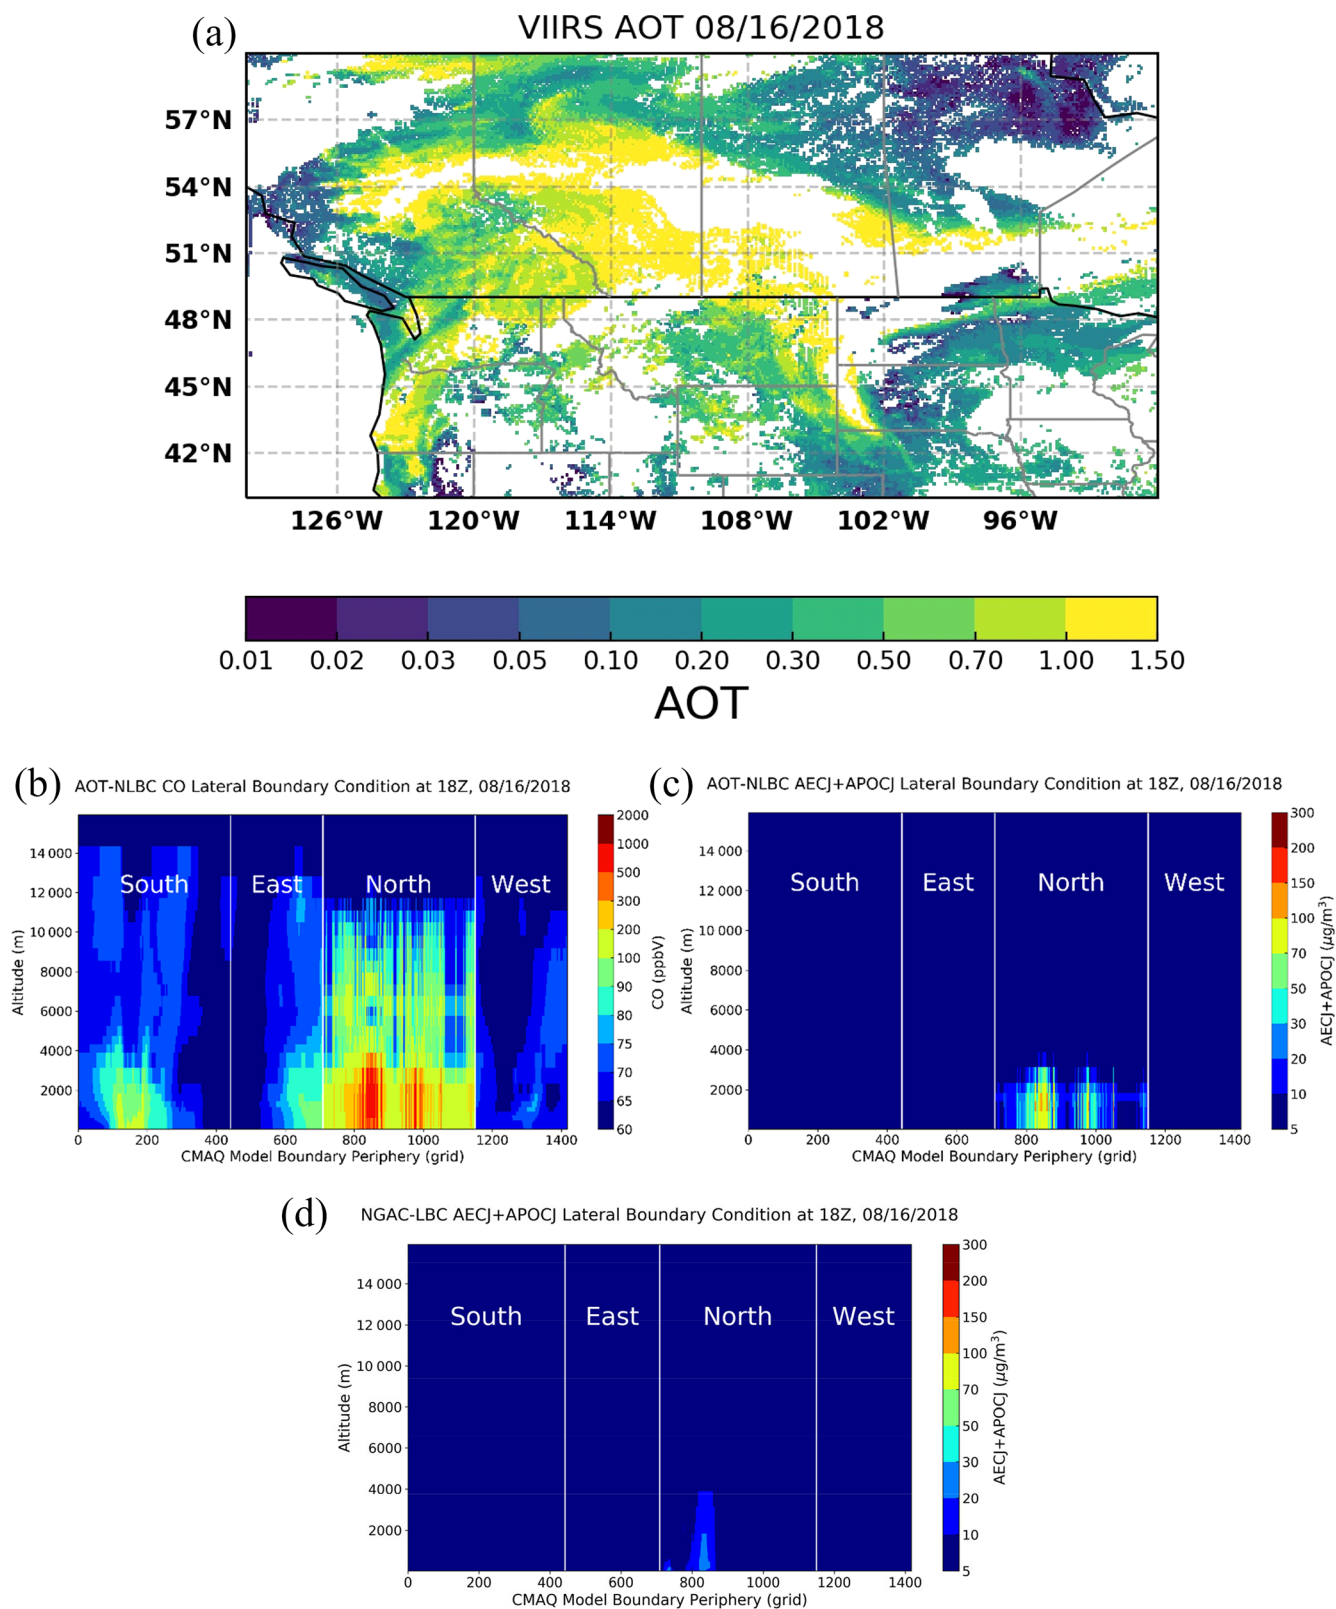 (a)
VIIRS AOT 08/16/2018
57°N
54°N
51°N
48°N
45°N
42°N
126°W 120°W 114°W 108°W 102°W 96°W
0.01 0.02 0.03 0.05 0.10 0.20 0.30 0.50 0.70 1.00 1.50
AOT
(b)
AOT-NLBC CO Lateral Boundary Condition at 18Z, 08/16/2018
14 000
12 000
10 000
8000
6000
4000
2000
Altitude (m)
South East North West
0 200 400 600 800 1000 1200 1400
CMAQ Model Boundary Periphery (grid)
2000
1000
500
300
200
100
90
80
75
70
65
60
CO (ppbV)
(c)
AOT-NLBC AECJ+APOCJ Lateral Boundary Condition at 18Z, 08/16/2018
14 000
12 000
10 000
8000
6000
4000
2000
Altitude (m)
South East North West
0 200 400 600 800 1000 1200 1400
CMAQ Model Boundary Periphery (grid)
300
200
150
100
70
50
30
20
10
5
AECJ+APOCJ (μg/m³)
(d)
NGAC-LBC AECJ+APOCJ Lateral Boundary Condition at 18Z, 08/16/2018
14 000
12 000
10 000
8000
6000
4000
2000
Altitude (m)
South East North West
0 200 400 600 800 1000 1200 1400
CMAQ Model Boundary Periphery (grid)
300
200
150
100
70
50
30
20
10
5
AECJ+APOCJ (μg/m³)